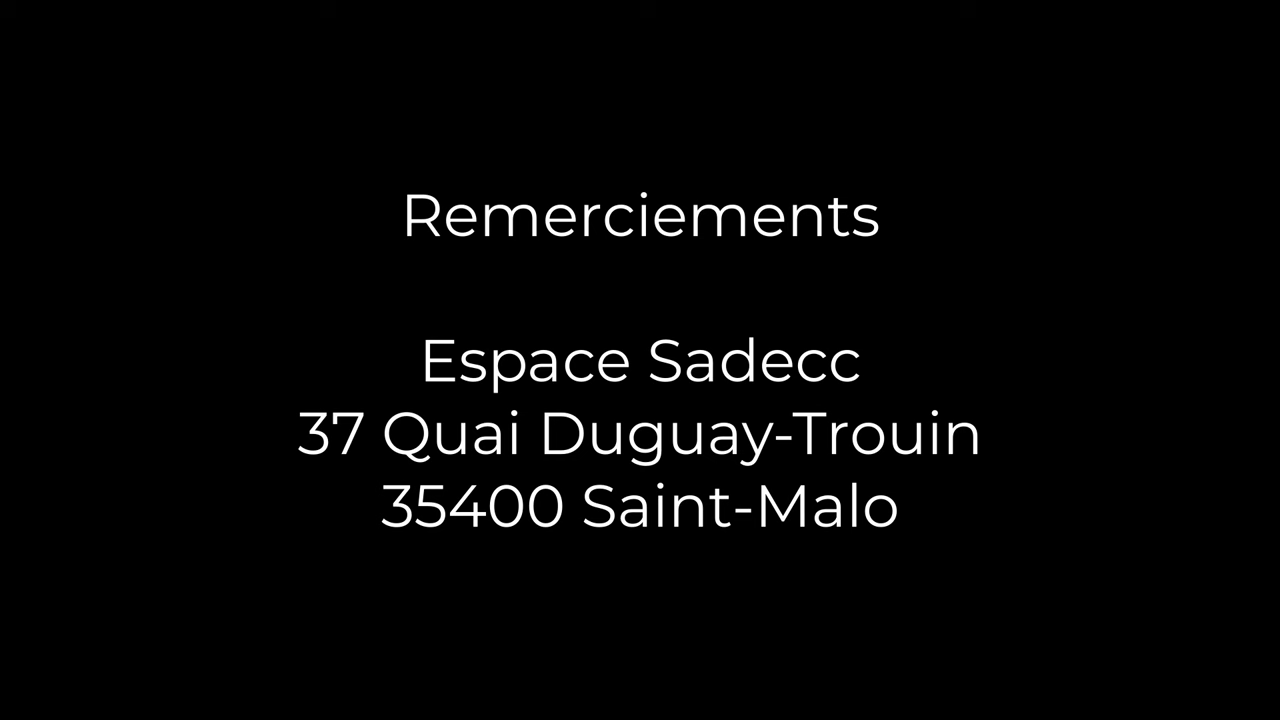 Remerciements
Espace Sadecc
37 Quai Duguay-Trouin
35400 Saint-Malo